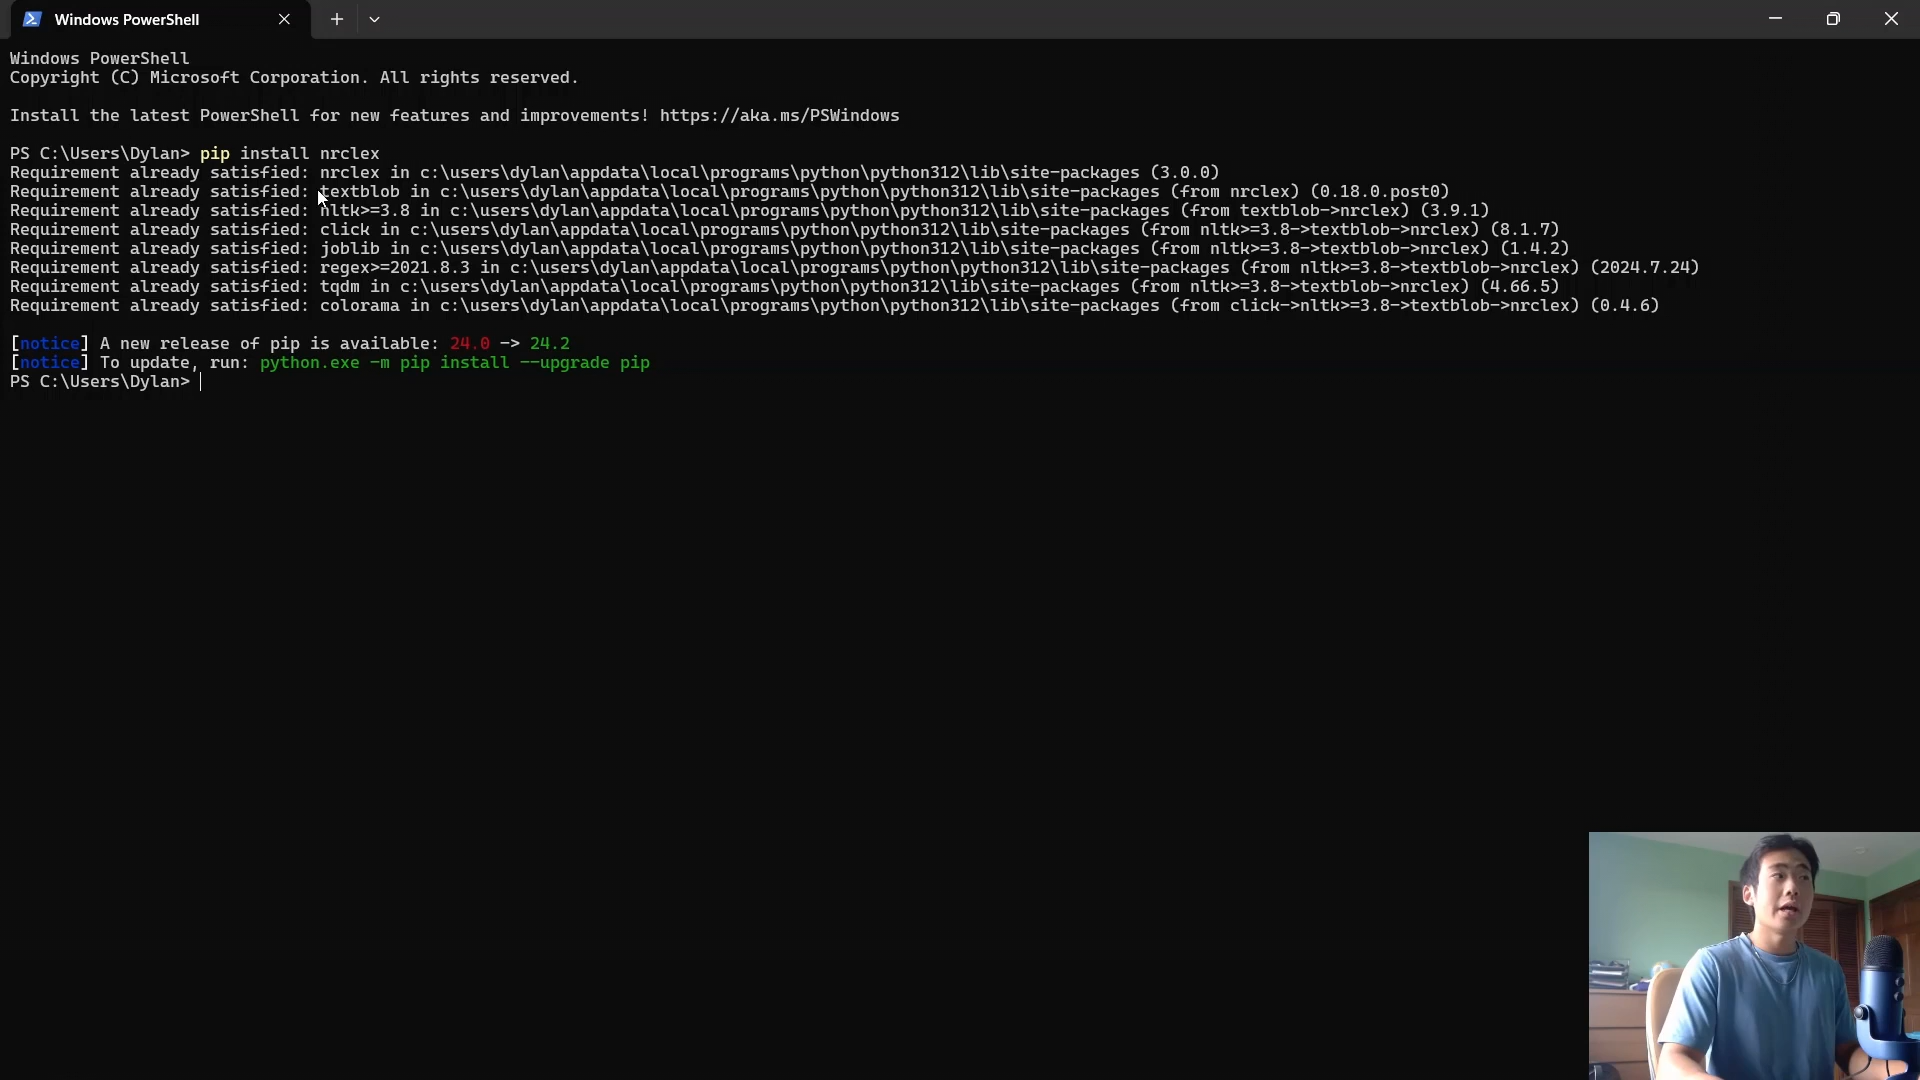 Windows PowerShell
Windows PowerShell
Copyright (C) Microsoft Corporation. All rights reserved.
Install the latest PowerShell for new features and improvements! https://aka.ms/PSWindows
PS C:\Users\Dylan> pip install nrclex
Requirement already satisfied: nrclex in c:\users\dylan\appdata\local\programs\python\python312\lib\site-packages (3.0.0)
Requirement already satisfied: textblob in c:\users\dylan\appdata\local\programs\python\python312\lib\site-packages (from nrclex) (0.18.0.post0)
Requirement already satisfied: nltk>=3.8 in c:\users\dylan\appdata\local\programs\python\python312\lib\site-packages (from textblob->nrclex) (3.9.1)
Requirement already satisfied: click in c:\users\dylan\appdata\local\programs\python\python312\lib\site-packages (from nltk>=3.8->textblob->nrclex) (8.1.7)
Requirement already satisfied: joblib in c:\users\dylan\appdata\local\programs\python\python312\lib\site-packages (from nltk>=3.8->textblob->nrclex) (1.4.2)
Requirement already satisfied: regex>=2021.8.3 in c:\users\dylan\appdata\local\programs\python\python312\lib\site-packages (from nltk>=3.8->textblob->nrclex) (2024.7.24)
Requirement already satisfied: tqdm in c:\users\dylan\appdata\local\programs\python\python312\lib\site-packages (from nltk>=3.8->textblob->nrclex) (4.66.5)
Requirement already satisfied: colorama in c:\users\dylan\appdata\local\programs\python\python312\lib\site-packages (from click->nltk>=3.8->textblob->nrclex) (0.4.6)
[notice] A new release of pip is available: 24.0 -> 24.2
[notice] To update, run: python.exe -m pip install --upgrade pip
PS C:\Users\Dylan>